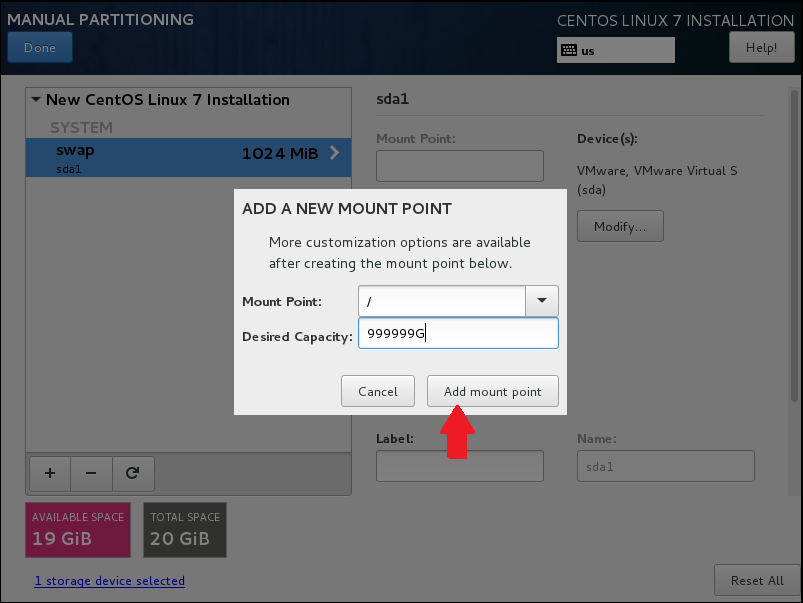 MANUAL PARTITIONING
CENTOS LINUX 7 INSTALLATION
Done
us
Help!
New CentOS Linux 7 Installation
SYSTEM
swap
1024 MiB
sda1
sda1
Mount Point:
Device(s):
VMware, VMware Virtual S
(sda)
Modify...
ADD A NEW MOUNT POINT
More customization options are available
after creating the mount point below.
Mount Point:
/
Desired Capacity:
999999G
Cancel
Add mount point
Label:
Name:
sda1
+
−
AVAILABLE SPACE
19 GiB
TOTAL SPACE
20 GiB
1 storage device selected
Reset All